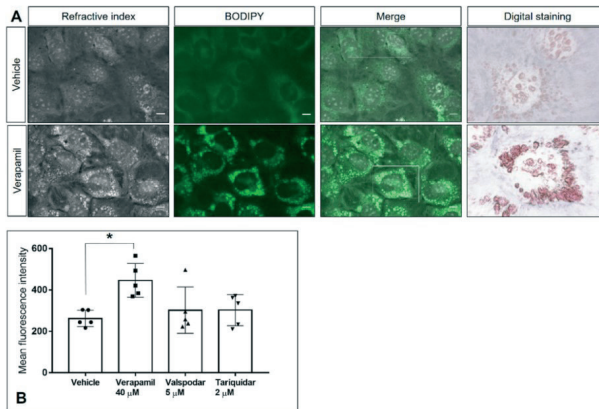 A
Refractive index
BODIPY
Merge
Digital staining
Vehicle
Verapamil
*
Mean fluorescence intensity
600
400
200
0
Vehicle
Verapamil
40 µM
Valspodar
5 µM
Tariquidar
2 µM
B